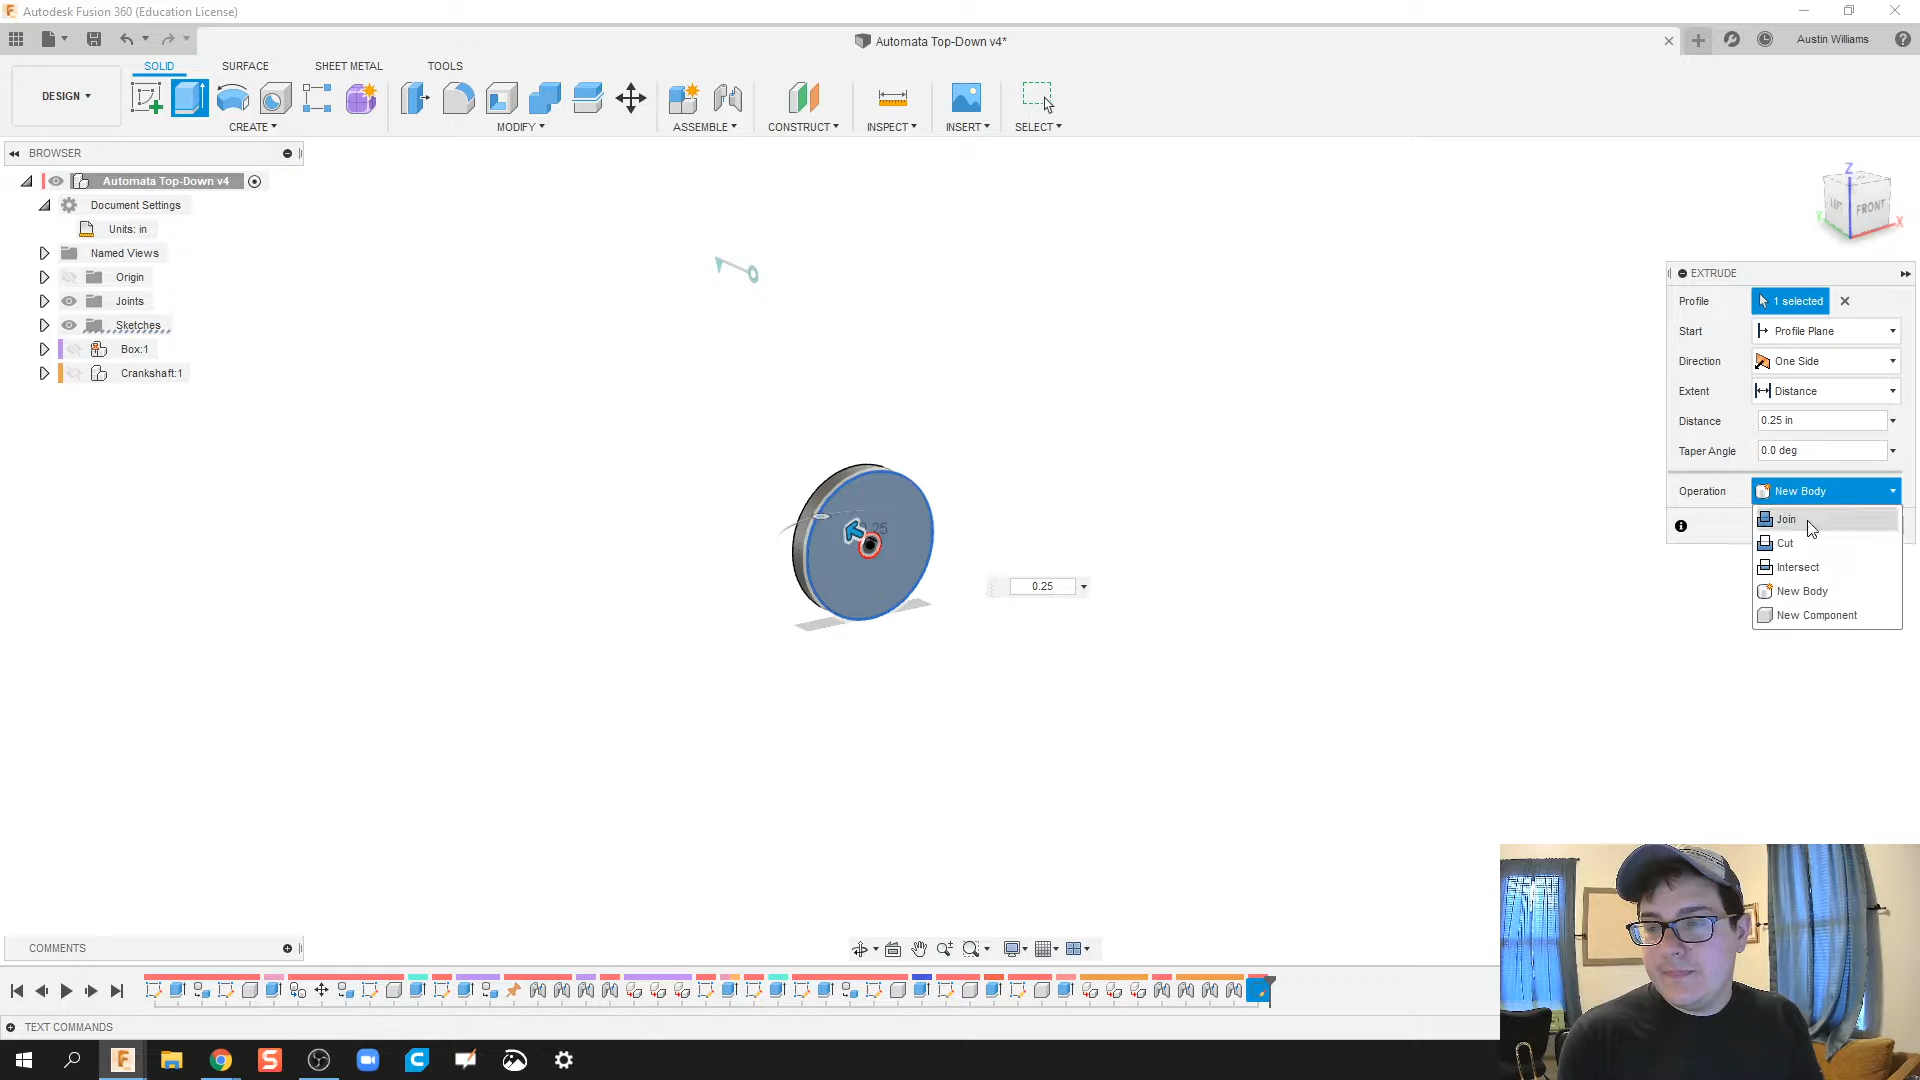 Autodesk Fusion 360 (Education License)
Automata Top-Down v4*
Austin Williams
DESIGN
SOLID
SURFACE
SHEET METAL
TOOLS
CREATE
MODIFY
ASSEMBLE
CONSTRUCT
INSPECT
INSERT
SELECT
BROWSER
Automata Top-Down v4
Document Settings
Units: in
Named Views
Origin
Joints
Sketches
Box:1
Crankshaft:1
Z
LEFT
FRONT
X
Y
EXTRUDE
Profile
1 selected
Start
Profile Plane
Direction
One Side
Extent
Distance
Distance
0.25 in
Taper Angle
0.0 deg
Operation
New Body
Join
Cut
Intersect
New Body
New Component
0.25
0.25
COMMENTS
TEXT COMMANDS